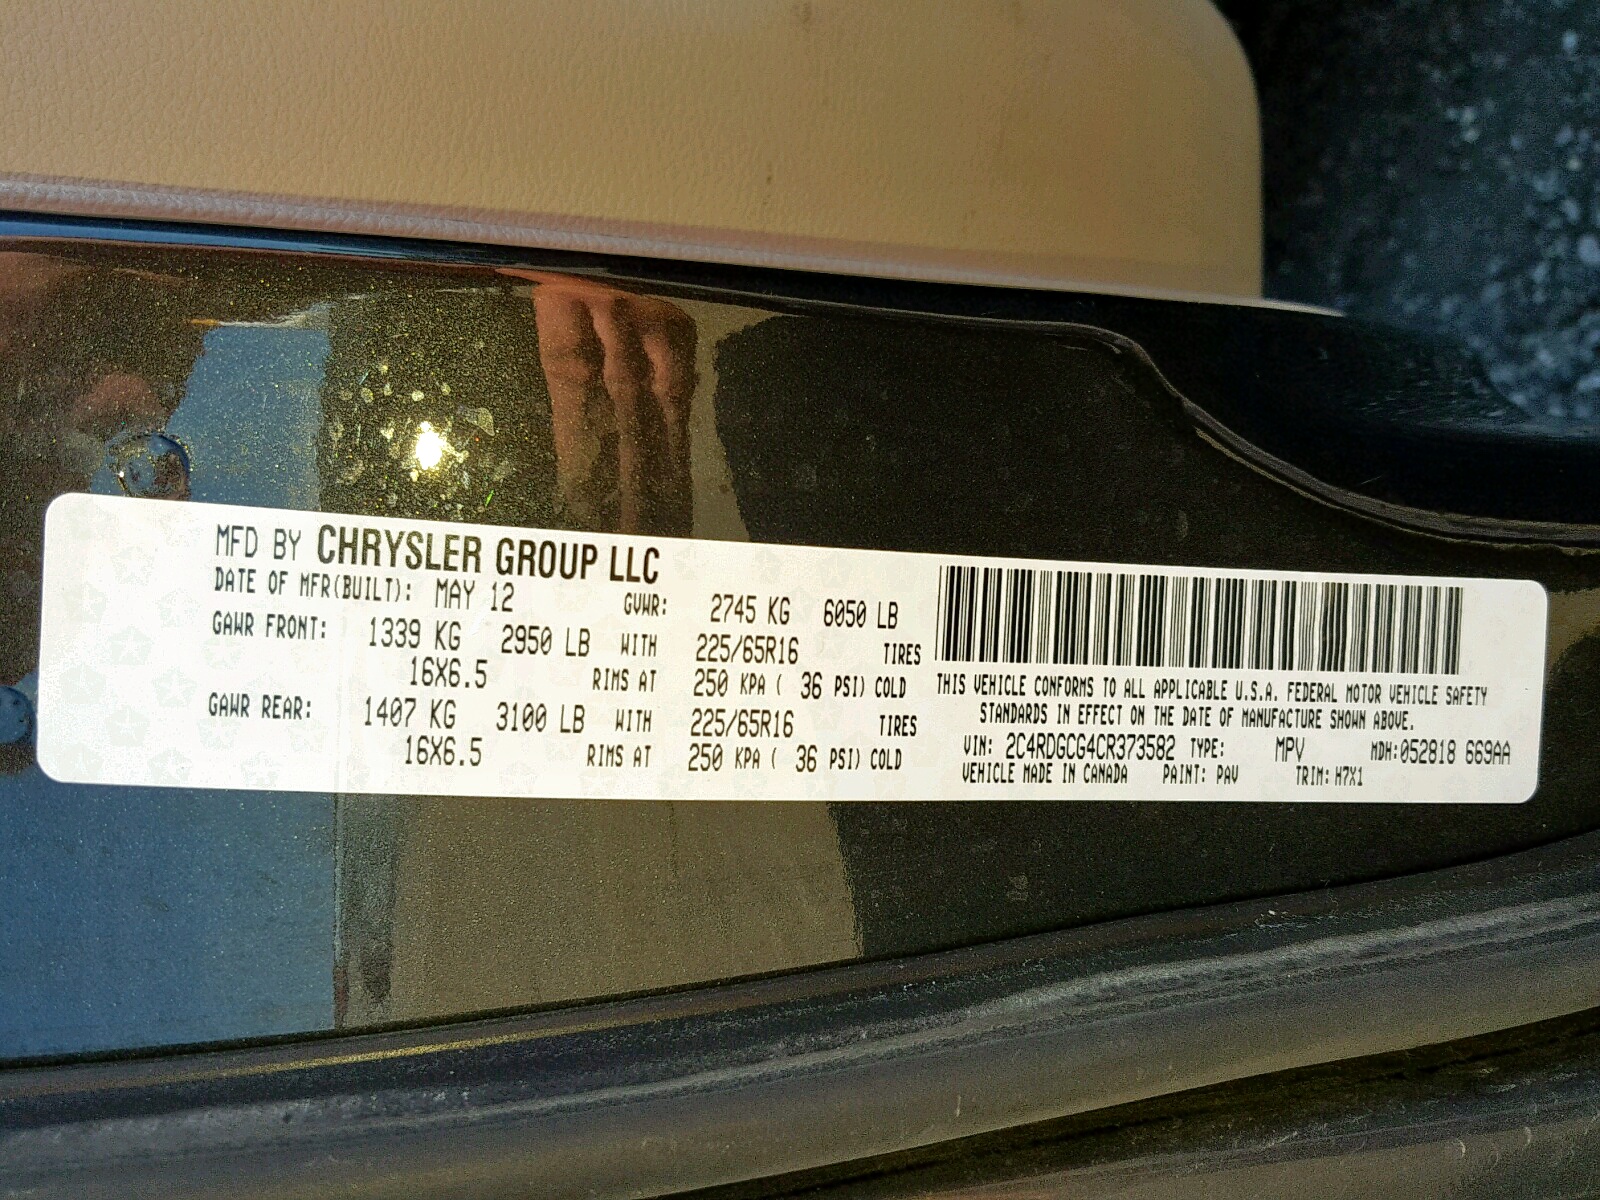 MFD BY CHRYSLER GROUP LLC
DATE OF MFR(BUILT): MAY 12 GVWR: 2745 KG 6050 LB
GAWR FRONT: 1339 KG 2950 LB WITH 225/65R16 TIRES
16X6.5 RIMS AT 250 KPA ( 36 PSI) COLD
GAWR REAR: 1407 KG 3100 LB WITH 225/65R16 TIRES
16X6.5 RIMS AT 250 KPA ( 36 PSI) COLD
THIS VEHICLE CONFORMS TO ALL APPLICABLE U.S.A. FEDERAL MOTOR VEHICLE SAFETY
STANDARDS IN EFFECT ON THE DATE OF MANUFACTURE SHOWN ABOVE.
VIN: 2C4RDGCG4CR373582 TYPE: MPV MDH:052818 669AA
VEHICLE MADE IN CANADA PAINT: PAV TRIM: H7X1